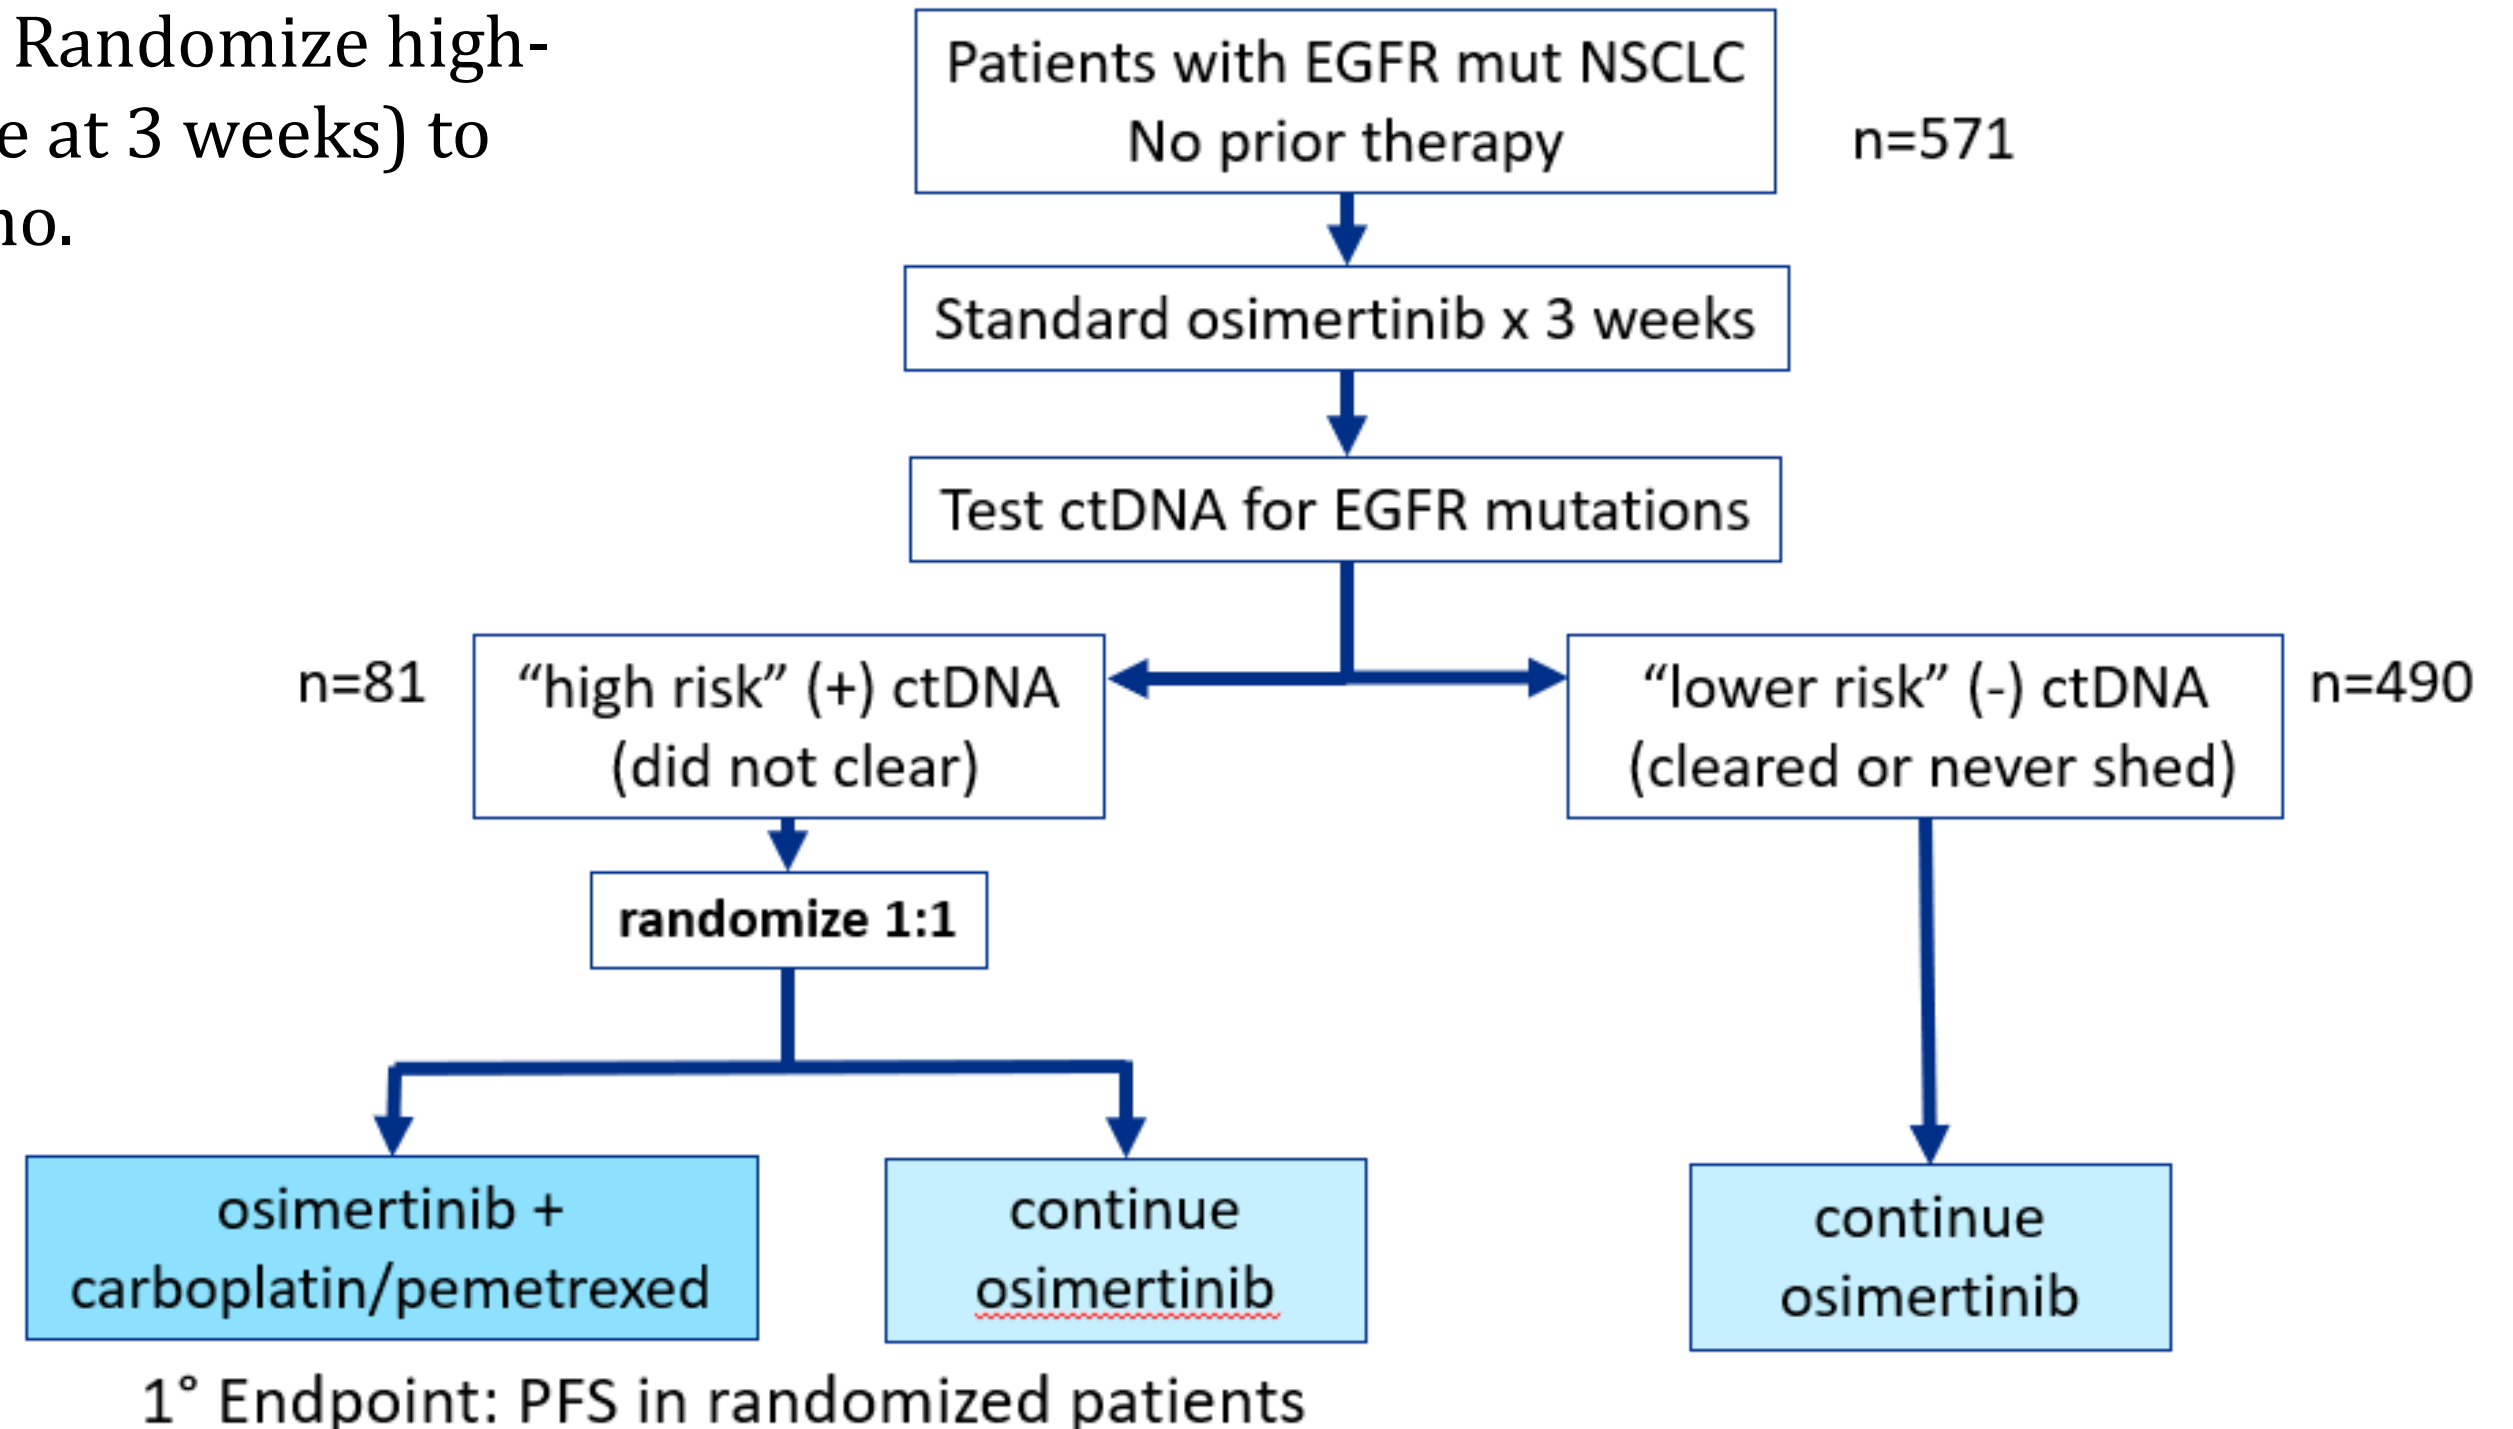 Randomize high-
at 3 weeks) to
Patients with EGFR mut NSCLC
No prior therapy
n=571
Standard osimertinib x 3 weeks
Test ctDNA for EGFR mutations
n=81
“high risk” (+) ctDNA
(did not clear)
“lower risk” (-) ctDNA
(cleared or never shed)
n=490
randomize 1:1
osimertinib +
carboplatin/pemetrexed
continue
osimertinib
continue
osimertinib
1° Endpoint: PFS in randomized patients